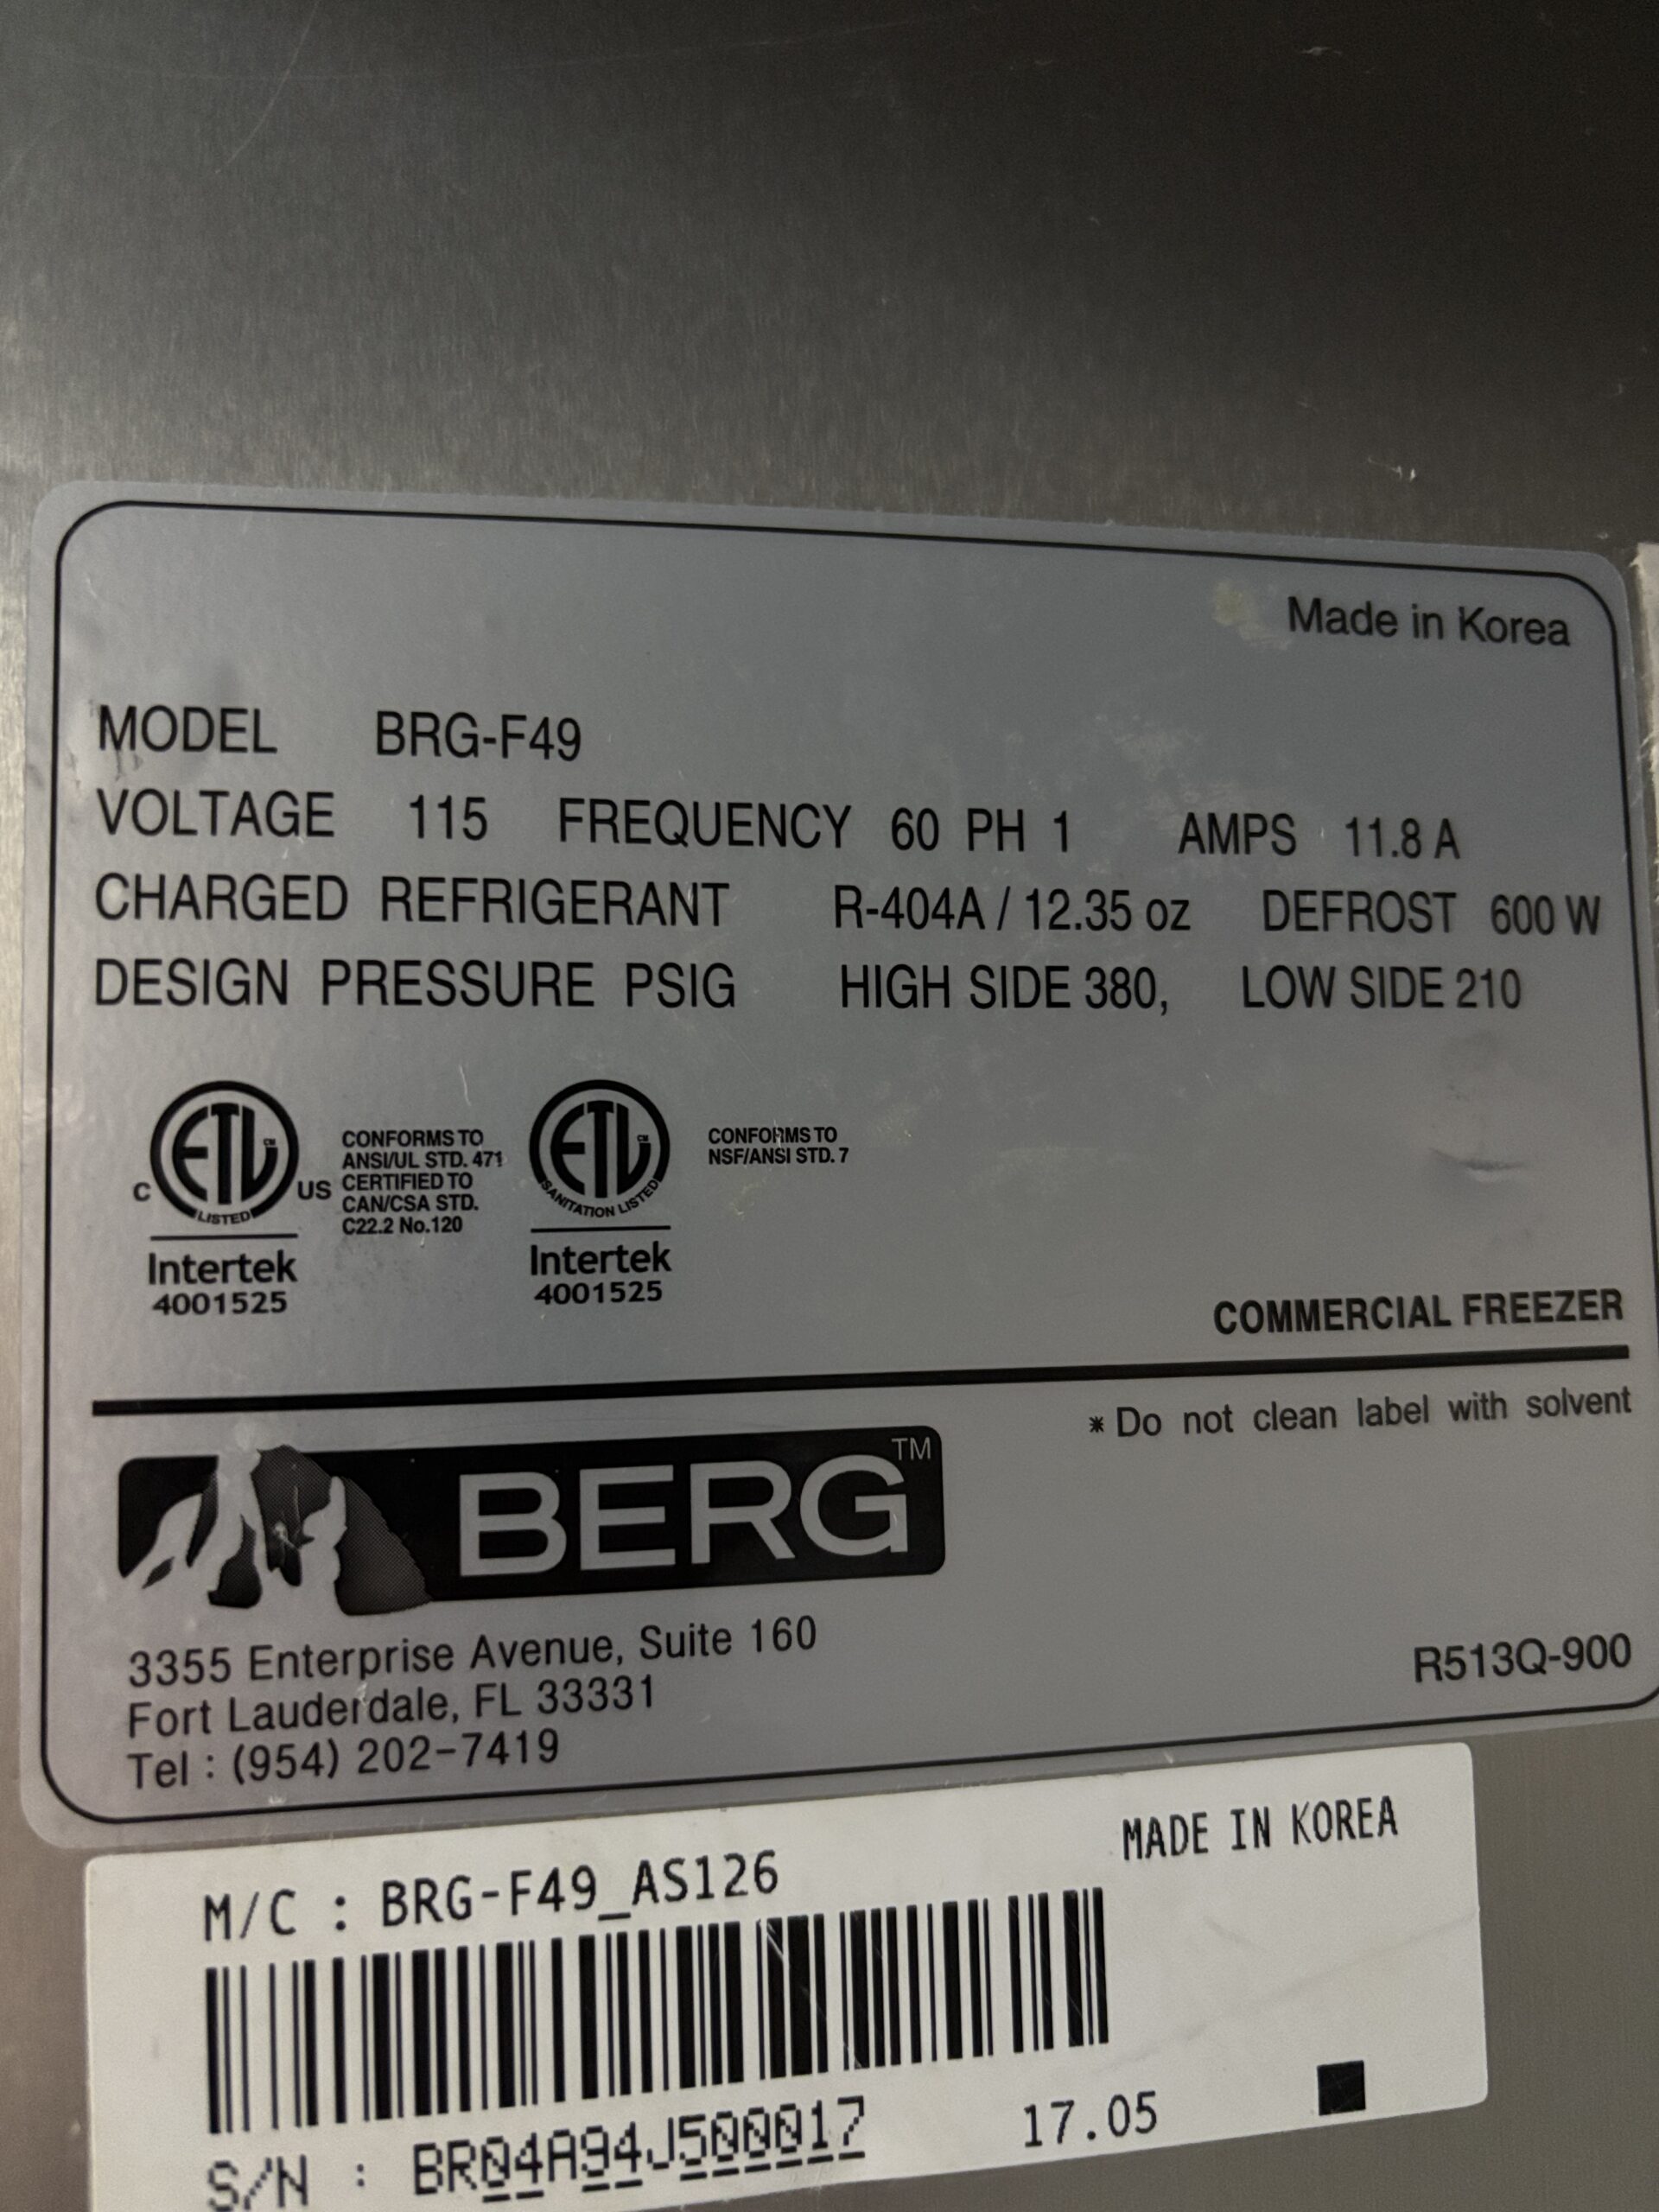 Made in Korea
MODEL BRG-F49
VOLTAGE 115 FREQUENCY 60 PH 1 AMPS 11.8 A
CHARGED REFRIGERANT R-404A / 12.35 oz DEFROST 600 W
DESIGN PRESSURE PSIG HIGH SIDE 380, LOW SIDE 210
ETL CM
C US
LISTED
Intertek
4001525
CONFORMS TO
ANSI/UL STD. 471
CERTIFIED TO
CAN/CSA STD.
C22.2 No.120
ETL CM
SANITATION LISTED
Intertek
4001525
CONFORMS TO
NSF/ANSI STD. 7
COMMERCIAL FREEZER
* Do not clean label with solvent
BERG™
3355 Enterprise Avenue, Suite 160
Fort Lauderdale, FL 33331
Tel : (954) 202-7419
R513Q-900
MADE IN KOREA
M/C : BRG-F49_AS126
S/N : BR04A94J500017 17.05